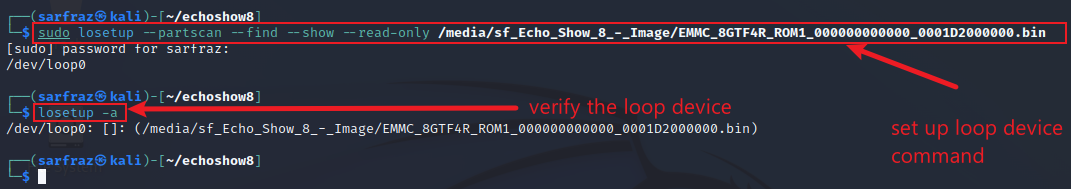 ┌──(sarfraz㉿kali)-[~/echoshow8]
└─$ sudo losetup --partscan --find --show --read-only /media/sf_Echo_Show_8_-_Image/EMMC_8GTF4R_ROM1_000000000000_0001D2000000.bin
[sudo] password for sarfraz:
/dev/loop0
┌──(sarfraz㉿kali)-[~/echoshow8]
└─$ losetup -a
verify the loop device
/dev/loop0: []: (/media/sf_Echo_Show_8_-_Image/EMMC_8GTF4R_ROM1_000000000000_0001D2000000.bin)
set up loop device
command
┌──(sarfraz㉿kali)-[~/echoshow8]
└─$